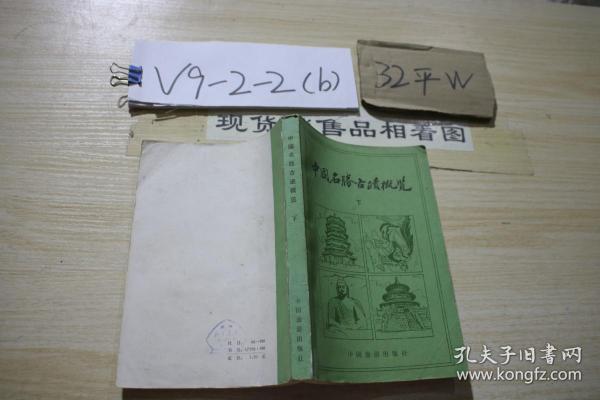 V9-2-2(b)
32平W
现货 售品相看图
中国名胜古迹概览
下
中国旅游出版社
中国名胜古迹概览 下
中国旅游出版社
孔夫子旧书网
www.kongfz.com